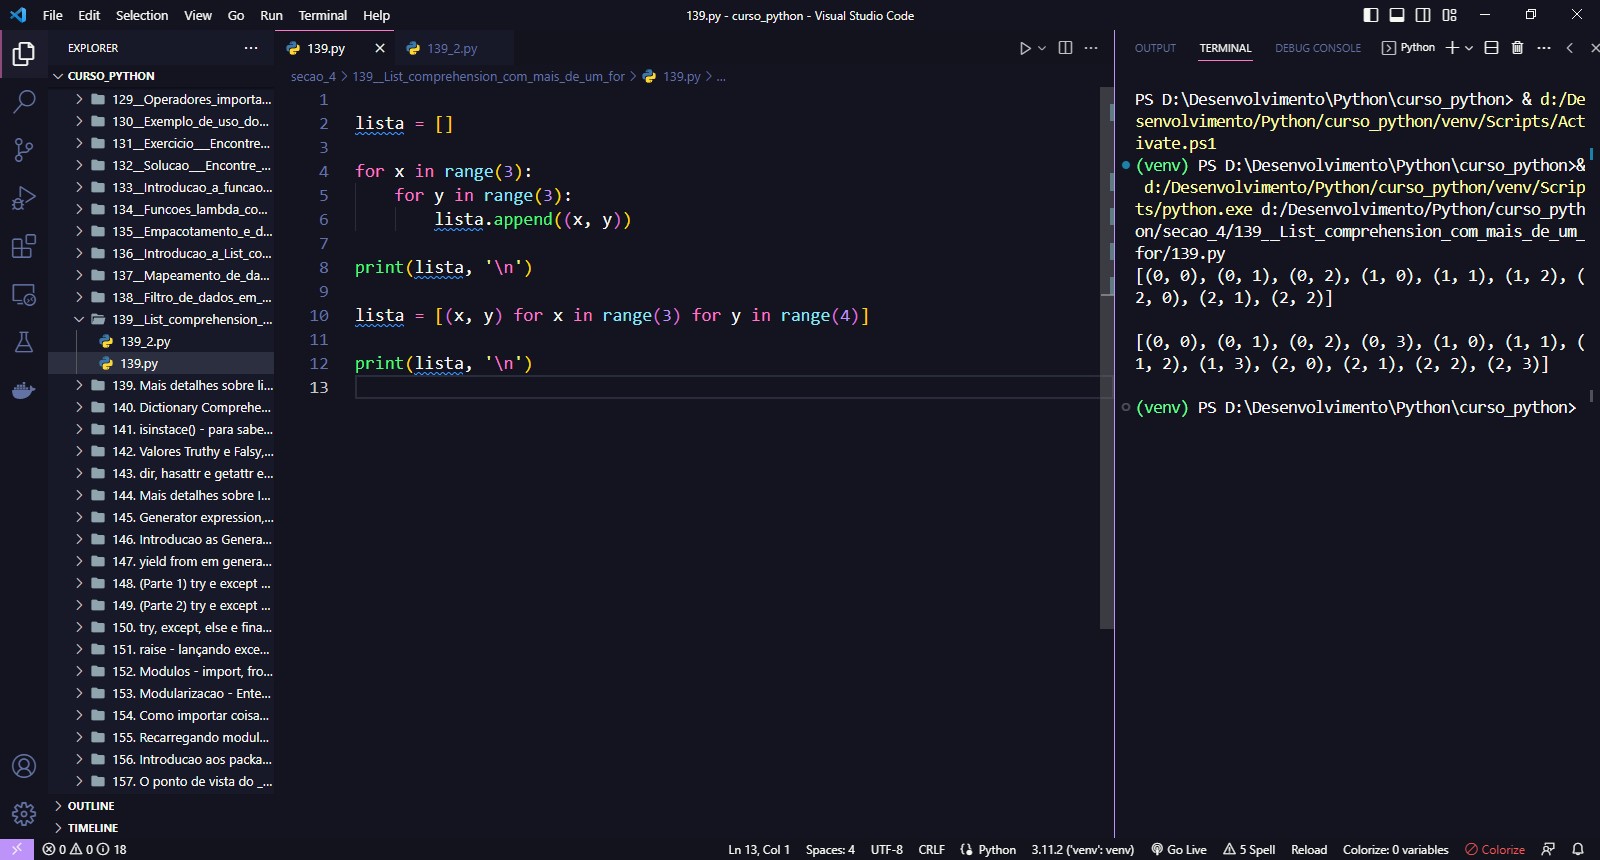 File Edit Selection View Go Run Terminal Help
139.py - curso_python - Visual Studio Code
EXPLORER
CURSO_PYTHON
129__Operadores_importa...
130__Exemplo_de_uso_do...
131__Exercicio___Encontre...
132__Solucao___Encontre_...
133__Introducao_a_funcao...
134__Funcoes_lambda_co...
135__Empacotamento_e_d...
136__Introducao_a_List_co...
137__Mapeamento_de_da...
138__Filtro_de_dados_em_...
139__List_comprehension_...
139_2.py
139.py
139. Mais detalhes sobre li...
140. Dictionary Comprehe...
141. isinstace() - para sabe...
142. Valores Truthy e Falsy,...
143. dir, hasattr e getattr e...
144. Mais detalhes sobre I...
145. Generator expression,...
146. Introducao as Genera...
147. yield from em genera...
148. (Parte 1) try e except ...
149. (Parte 2) try e except ...
150. try, except, else e fina...
151. raise - lançando exce...
152. Modulos - import, fro...
153. Modularizacao - Ente...
154. Como importar coisa...
155. Recarregando modul...
156. Introducao aos packa...
157. O ponto de vista do _...
OUTLINE
TIMELINE
139.py 139_2.py
secao_4 > 139__List_comprehension_com_mais_de_um_for > 139.py > ...
1
2 lista = []
3
4 for x in range(3):
5 for y in range(3):
6 lista.append((x, y))
7
8 print(lista, '\n')
9
10 lista = [(x, y) for x in range(3) for y in range(4)]
11
12 print(lista, '\n')
13
OUTPUT TERMINAL DEBUG CONSOLE Python
PS D:\Desenvolvimento\Python\curso_python> & d:/De
senvolvimento/Python/curso_python/venv/Scripts/Act
ivate.ps1
(venv) PS D:\Desenvolvimento\Python\curso_python>&
d:/Desenvolvimento/Python/curso_python/venv/Scrip
ts/python.exe d:/Desenvolvimento/Python/curso_pyth
on/secao_4/139__List_comprehension_com_mais_de_um_
for/139.py
[(0, 0), (0, 1), (0, 2), (1, 0), (1, 1), (1, 2), (
2, 0), (2, 1), (2, 2)]
[(0, 0), (0, 1), (0, 2), (0, 3), (1, 0), (1, 1), (
1, 2), (1, 3), (2, 0), (2, 1), (2, 2), (2, 3)]
(venv) PS D:\Desenvolvimento\Python\curso_python>
0 0 18 Ln 13, Col 1 Spaces: 4 UTF-8 CRLF Python 3.11.2 ('venv': venv) Go Live 5 Spell Reload Colorize: 0 variables Colorize